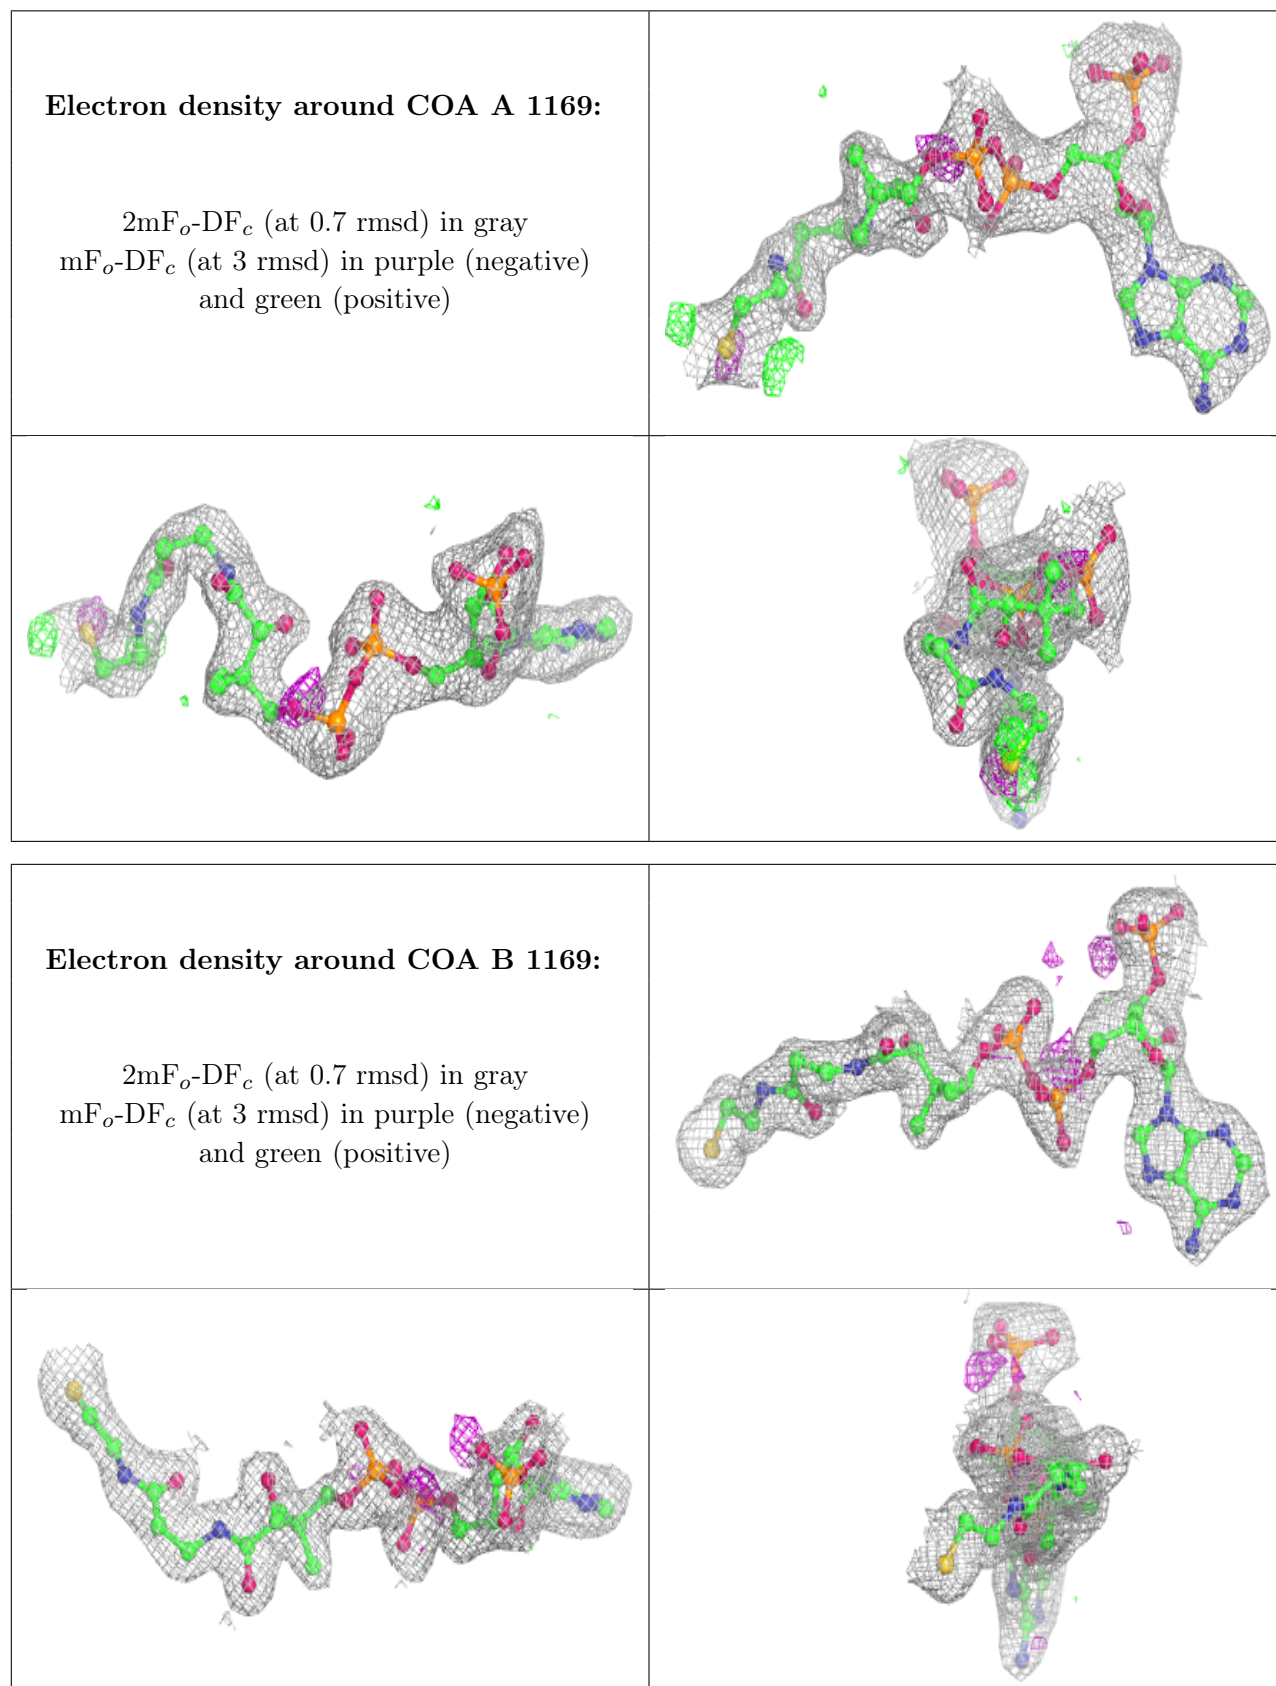 Electron density around COA A 1169:
2mFo-DFc (at 0.7 rmsd) in gray
mFo-DFc (at 3 rmsd) in purple (negative)
and green (positive)
Electron density around COA B 1169:
2mFo-DFc (at 0.7 rmsd) in gray
mFo-DFc (at 3 rmsd) in purple (negative)
and green (positive)